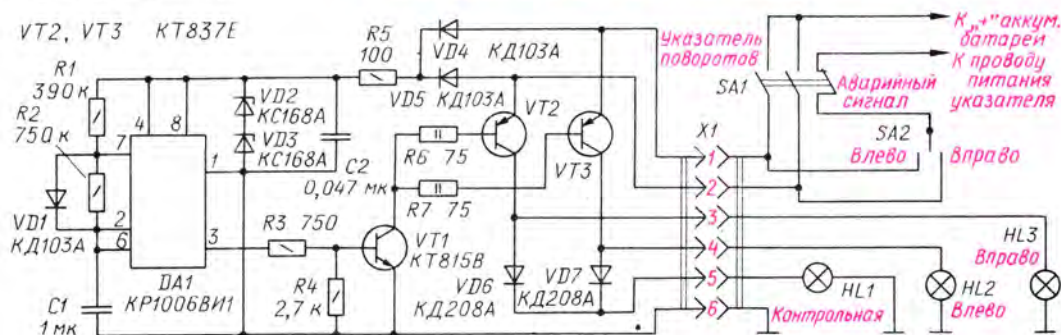 VT2, VT3 КТ837Е
R1
390 к
R2
750 к
4
8
7
1
2
6
3
VD1
КД103А
C1
1 мк
DA1
КР1006ВИ1
VD2
КС168А
VD3
КС168А
C2
0,047 мк
R5
100
VD4
КД103А
VD5
КД103А
R3 750
R4
2,7 к
R6 75
R7 75
VT1
КТ815В
VT2
VT3
VD6
КД208А
VD7
КД208А
Указатель
поворотов
X1
1
2
3
4
5
6
SA1
Аварийный
сигнал
К „+" аккум.
батареи
К проводу
питания
указателя
SA2
Влево
Вправо
HL1
Контрольная
HL2
Влево
HL3
Вправо